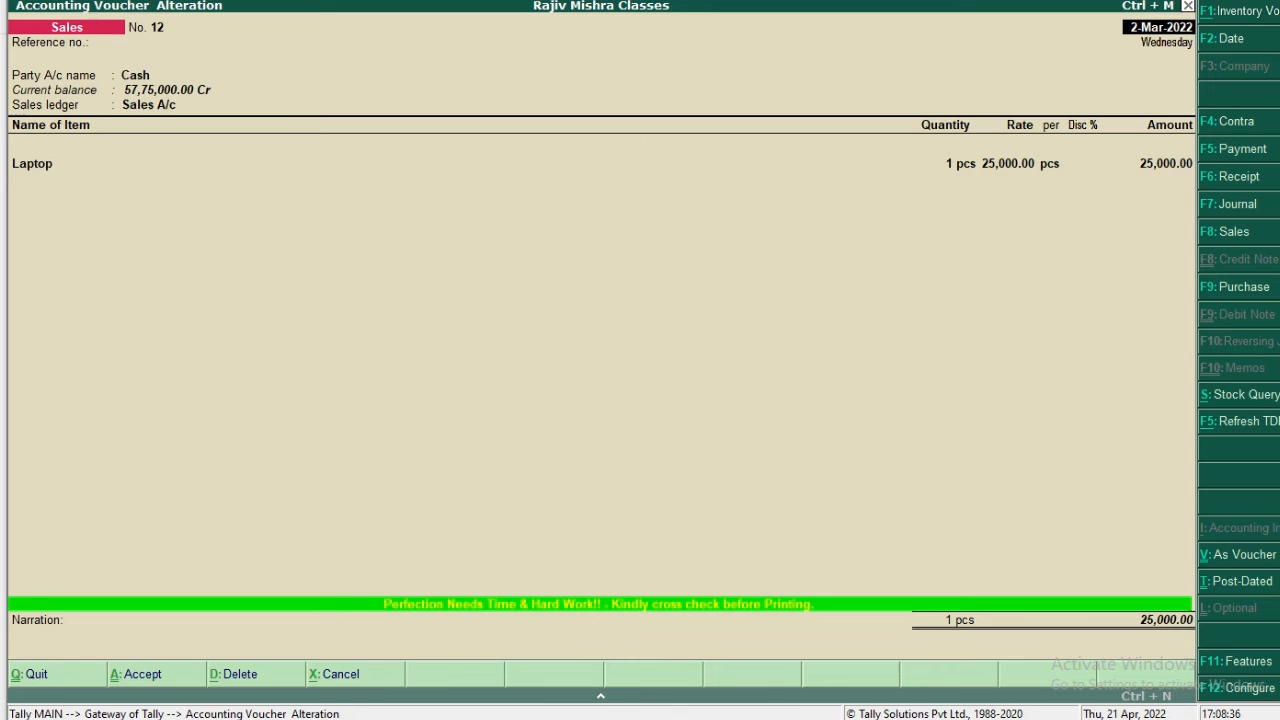 Accounting Voucher Alteration Rajiv Mishra Classes Ctrl + M
Sales No. 12 2-Mar-2022
Reference no.: Wednesday
Party A/c name : Cash
Current balance : 57,75,000.00 Cr
Sales ledger : Sales A/c
Name of Item Quantity Rate per Disc % Amount
Laptop 1 pcs 25,000.00 pcs 25,000.00
Perfection Needs Time & Hard Work!! - Kindly cross check before Printing.
Narration: 1 pcs 25,000.00
Q: Quit A: Accept D: Delete X: Cancel
Ctrl + N
Tally MAIN --> Gateway of Tally --> Accounting Voucher Alteration © Tally Solutions Pvt Ltd., 1988-2020 Thu, 21 Apr, 2022 17:08:36
F1: Inventory Vo
F2: Date
F3: Company
F4: Contra
F5: Payment
F6: Receipt
F7: Journal
F8: Sales
F8: Credit Note
F9: Purchase
F9: Debit Note
F10: Reversing J
F10: Memos
S: Stock Query
F5: Refresh TDL
I: Accounting In
V: As Voucher
T: Post-Dated
L: Optional
F11: Features
F12: Configure
Activate Windows
Go to Settings to activate Windows.